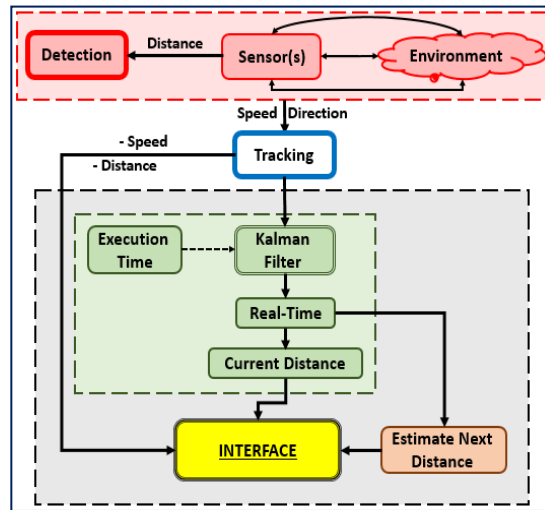 Detection
Distance
Sensor(s)
Environment
Speed
Direction
- Speed
- Distance
Tracking
Execution
Time
Kalman
Filter
Real-Time
Current Distance
INTERFACE
Estimate Next
Distance